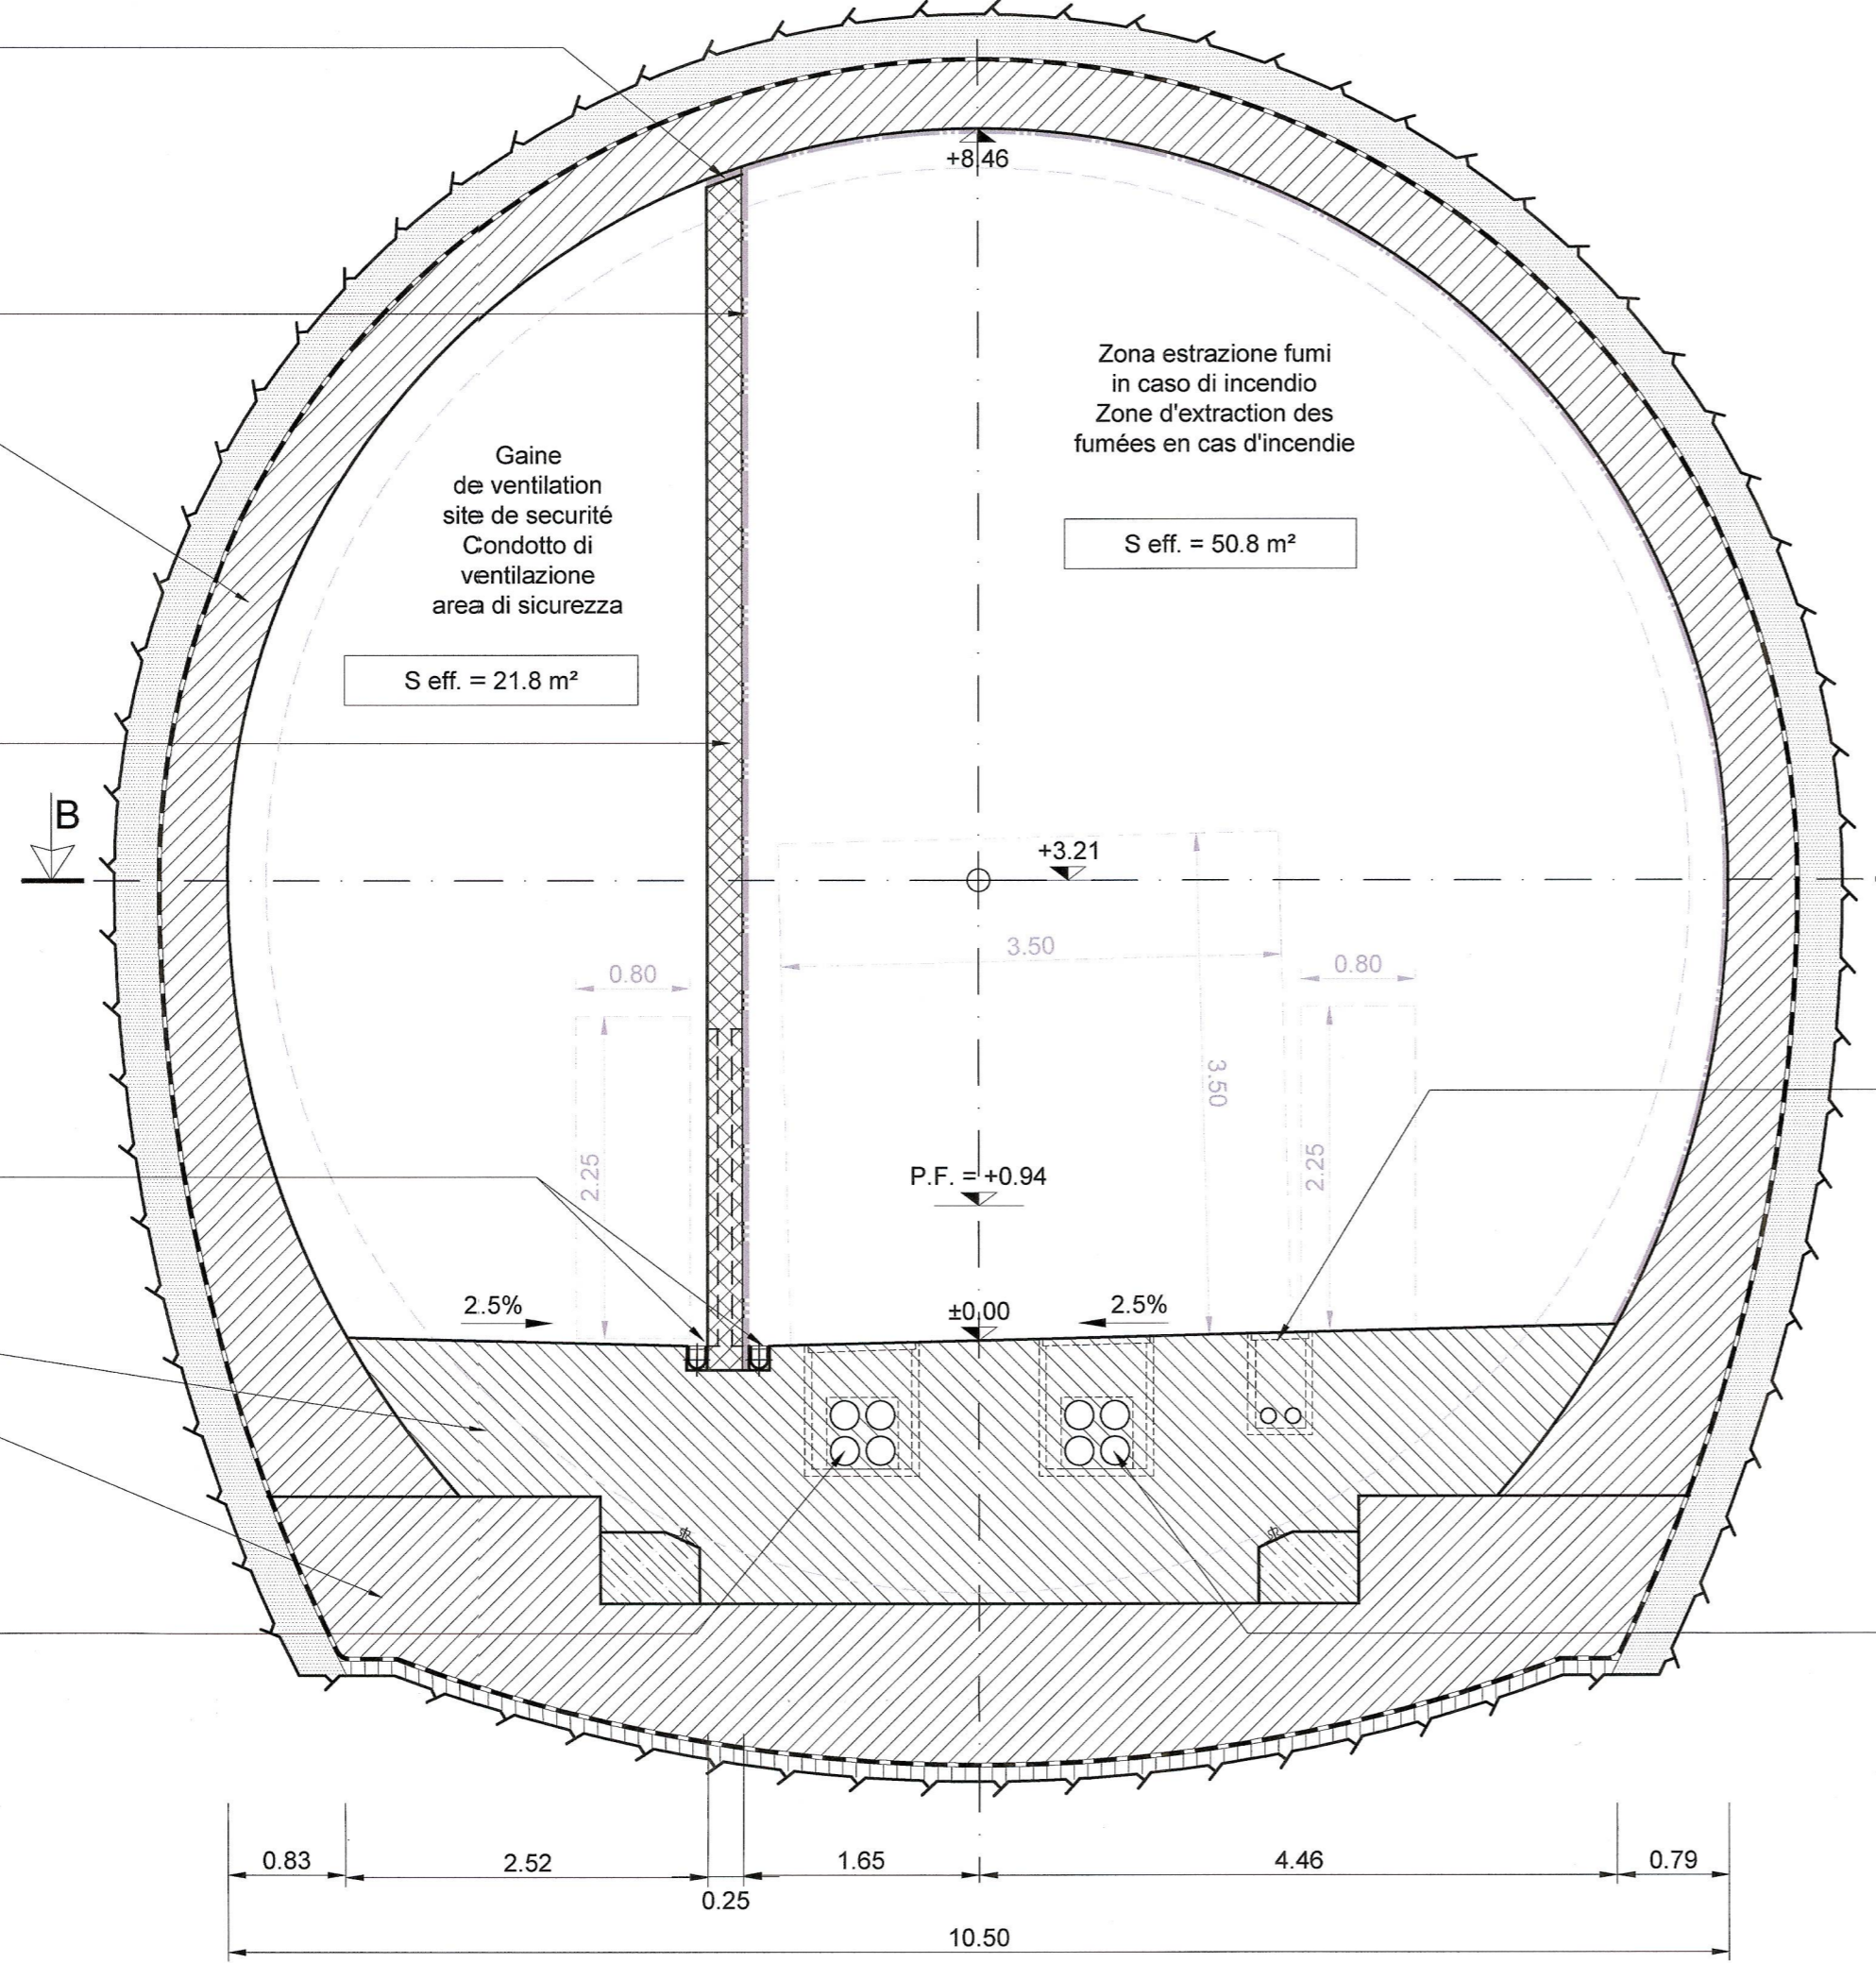 +8.46
Zona estrazione fumi
in caso di incendio
Zone d'extraction des
fumées en cas d'incendie
S eff. = 50.8 m²
Gaine
de ventilation
site de securité
Condotto di
ventilazione
area di sicurezza
S eff. = 21.8 m²
B
+3.21
3.50
0.80
0.80
3.50
2.25
2.25
P.F. = +0.94
2.5%
±0.00
2.5%
0.83
2.52
0.25
1.65
4.46
0.79
10.50